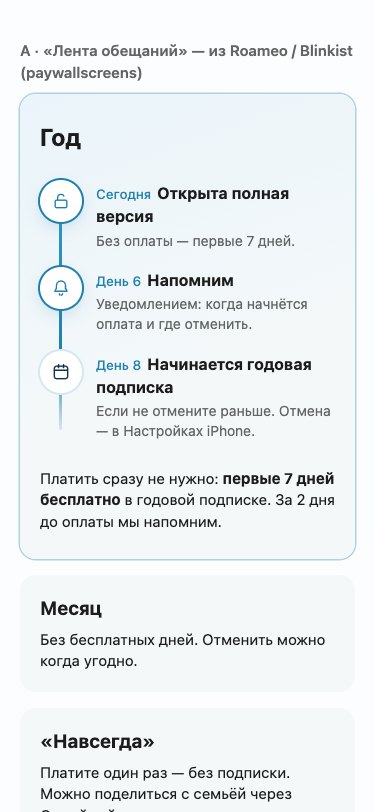 А · «Лента обещаний» — из Roameo / Blinkist
(paywallscreens)
Год
Сегодня Открыта полная
версия
Без оплаты — первые 7 дней.
День 6 Напомним
Уведомлением: когда начнётся
оплата и где отменить.
День 8 Начинается годовая
подписка
Если не отмените раньше. Отмена
— в Настройках iPhone.
Платить сразу не нужно: первые 7 дней
бесплатно в годовой подписке. За 2 дня
до оплаты мы напомним.
Месяц
Без бесплатных дней. Отменить можно
когда угодно.
«Навсегда»
Платите один раз — без подписки.
Можно поделиться с семьёй через